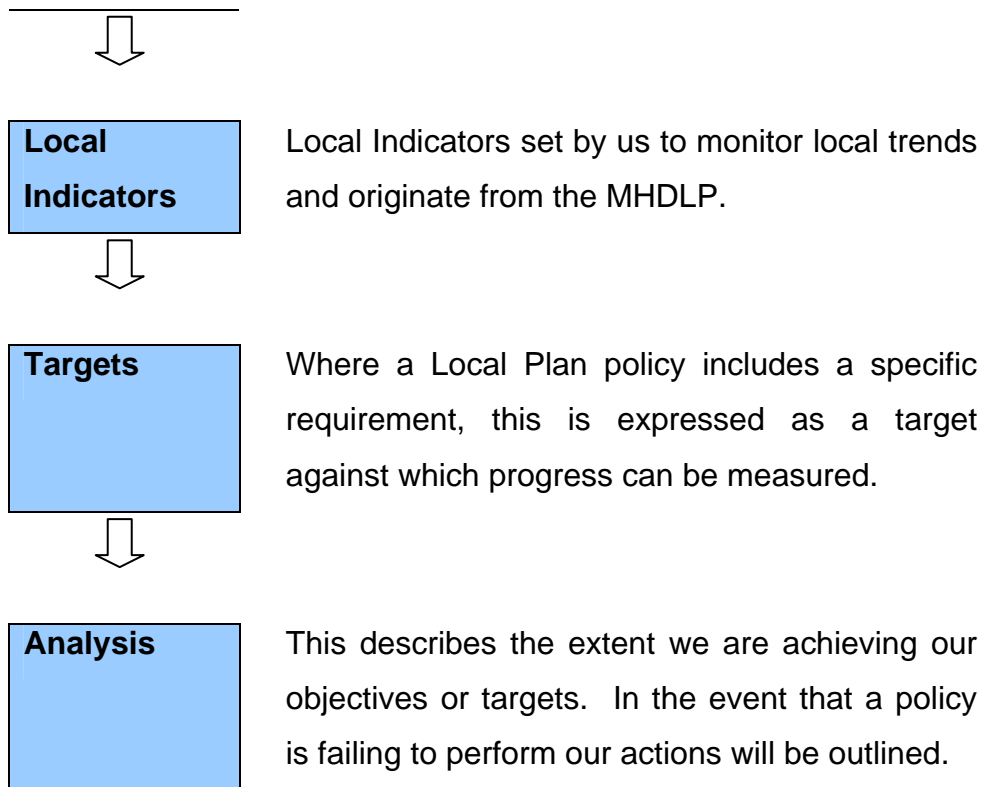 Local
Indicators
Local Indicators set by us to monitor local trends
and originate from the MHDLP.
Targets
Where a Local Plan policy includes a specific
requirement, this is expressed as a target
against which progress can be measured.
Analysis
This describes the extent we are achieving our
objectives or targets.  In the event that a policy
is failing to perform our actions will be outlined.